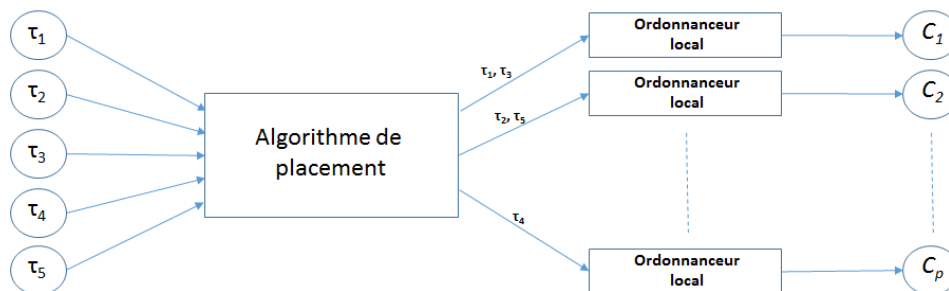 τ1
τ2
τ3
τ4
τ5
Algorithme de
placement
τ1, τ3
τ2, τ5
τ4
Ordonnanceur
local
Ordonnanceur
local
Ordonnanceur
local
C1
C2
Cp